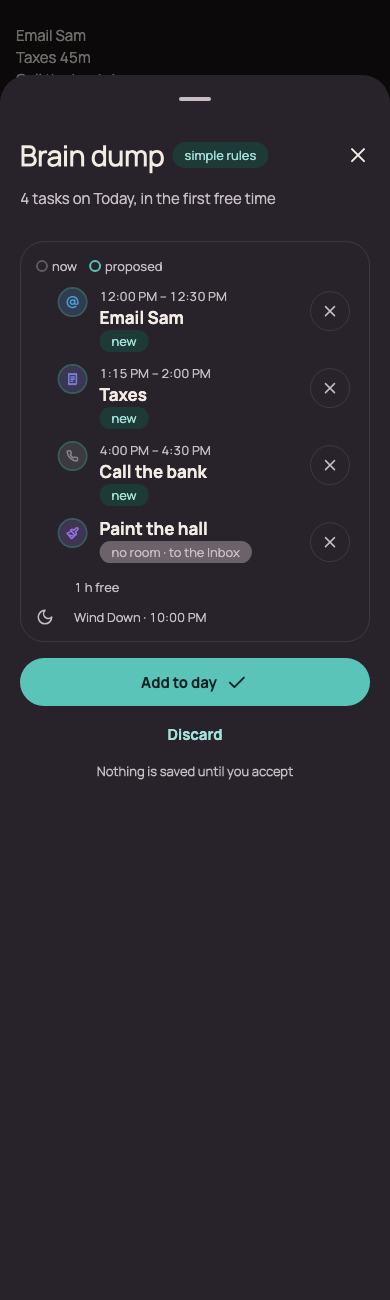 Email Sam
Taxes 45m
Brain dump
simple rules
4 tasks on Today, in the first free time
now
proposed
12:00 PM – 12:30 PM
Email Sam
new
1:15 PM – 2:00 PM
Taxes
new
4:00 PM – 4:30 PM
Call the bank
new
Paint the hall
no room · to the Inbox
1 h free
Wind Down · 10:00 PM
Add to day
Discard
Nothing is saved until you accept